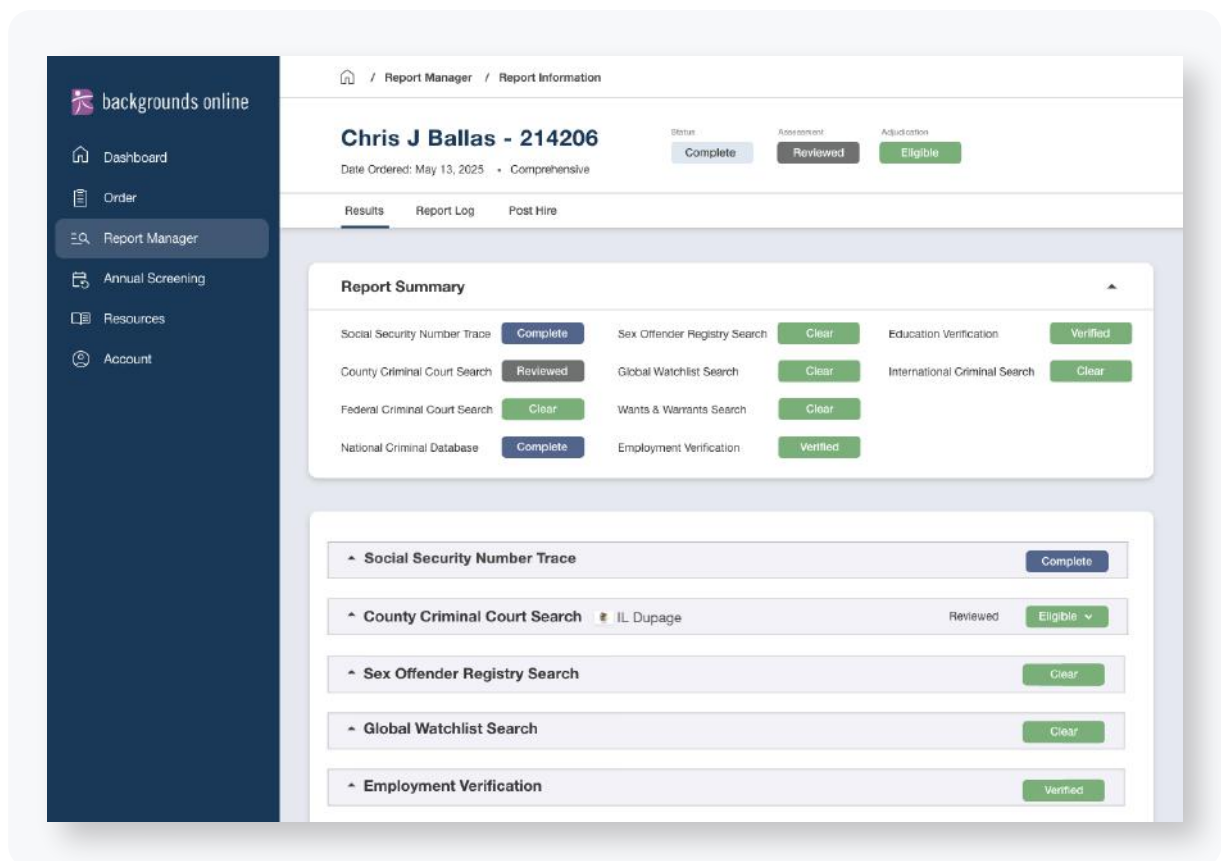 backgrounds online
Dashboard
Order
Report Manager
Annual Screening
Resources
Account
/ Report Manager / Report Information
Chris J Ballas - 214206
Date Ordered: May 13, 2025 • Comprehensive
Status
Complete
Assessment
Reviewed
Adjudication
Eligible
Results Report Log Post Hire
Report Summary
Social Security Number Trace Complete
County Criminal Court Search Reviewed
Federal Criminal Court Search Clear
National Criminal Database Complete
Sex Offender Registry Search Clear
Global Watchlist Search Clear
Wants & Warrants Search Clear
Employment Verification Verified
Education Verification Verified
International Criminal Search Clear
Social Security Number Trace Complete
County Criminal Court Search IL Dupage Reviewed Eligible
Sex Offender Registry Search Clear
Global Watchlist Search Clear
Employment Verification Verified